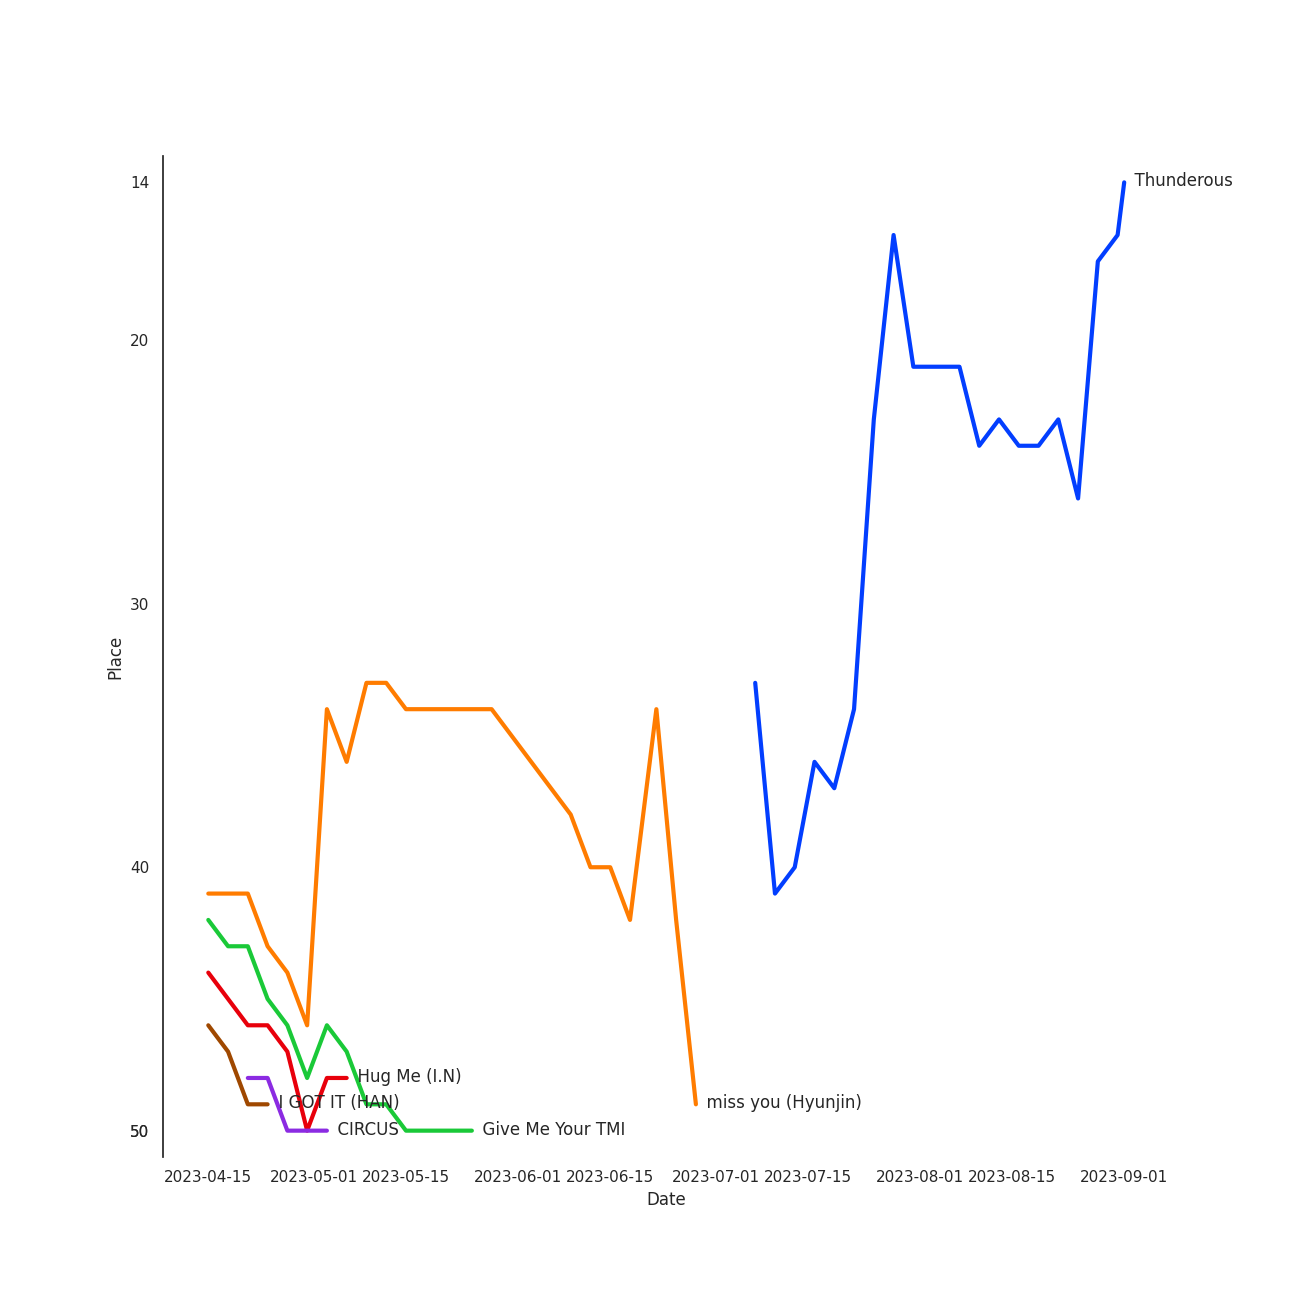 14
Thunderous
20
30
Place
40
Hug Me (I.N)
I GOT IT (HAN)
miss you (Hyunjin)
50
CIRCUS
Give Me Your TMI
2023-04-15
2023-05-01
2023-05-15
2023-06-01
2023-06-15
2023-07-01
2023-07-15
2023-08-01
2023-08-15
2023-09-01
Date